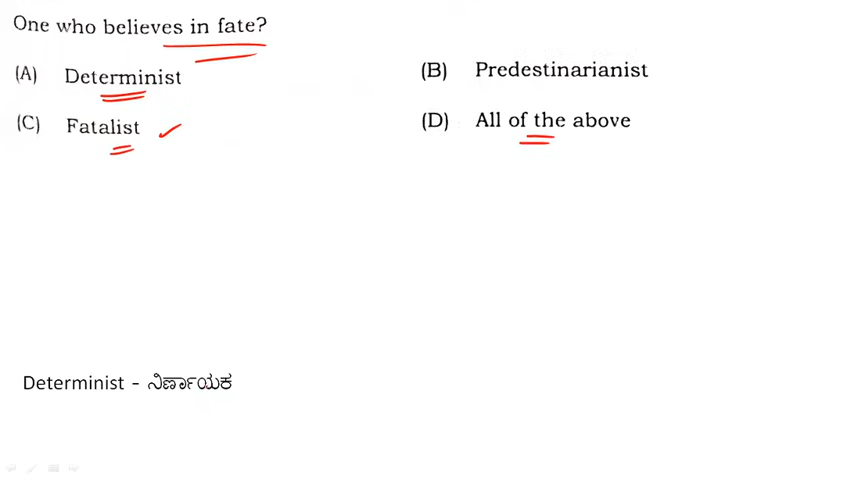 One who believes in fate?
(A) Determinist
(B) Predestinarianist
(C) Fatalist
(D) All of the above
Determinist - ನಿರ್ಣಾಯಕ